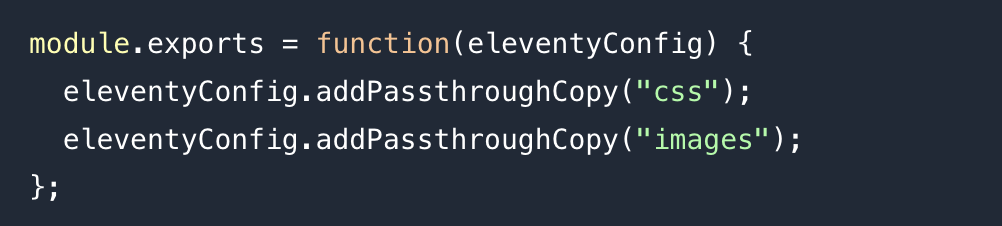 module.exports = function(eleventyConfig) {
  eleventyConfig.addPassthroughCopy("css");
  eleventyConfig.addPassthroughCopy("images");
};